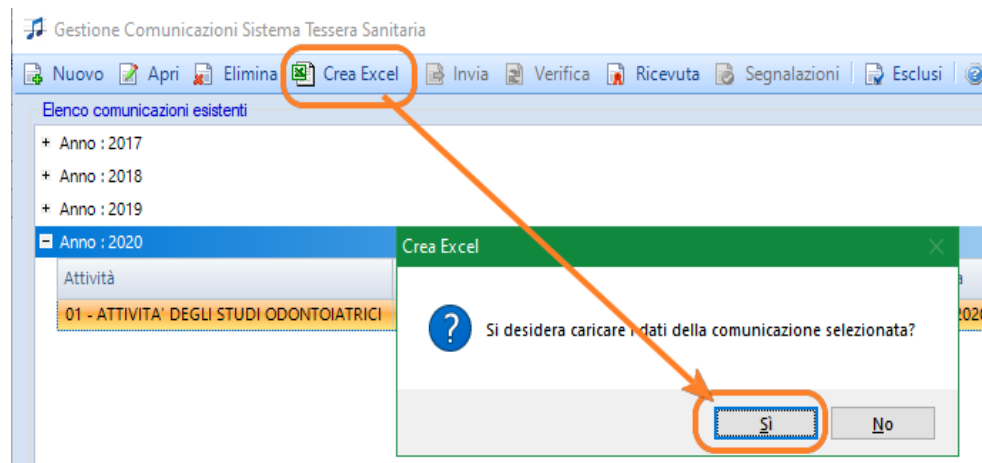 Gestione Comunicazioni Sistema Tessera Sanitaria
Nuovo Apri Elimina Crea Excel Invia Verifica Ricevuta Segnalazioni Esclusi
Elenco comunicazioni esistenti
+ Anno : 2017
+ Anno : 2018
+ Anno : 2019
Anno : 2020
Attività
01 - ATTIVITA' DEGLI STUDI ODONTOIATRICI
Crea Excel
Si desidera caricare i dati della comunicazione selezionata?
Sì No